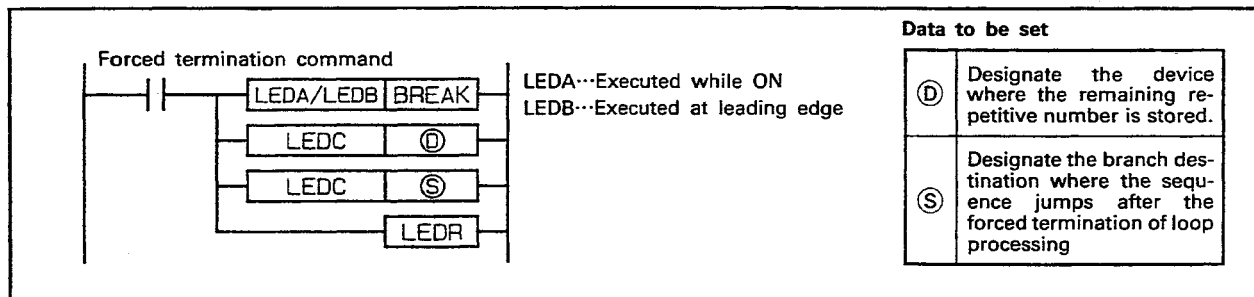 Forced termination command
LEDA/LEDB BREAK
LEDC Ⓓ
LEDC Ⓢ
LEDR
LEDA···Executed while ON
LEDB···Executed at leading edge
Data to be set
Ⓓ Designate the device
where the remaining re-
petitive number is stored.
Ⓢ Designate the branch des-
tination where the sequ-
ence jumps after the
forced termination of loop
processing